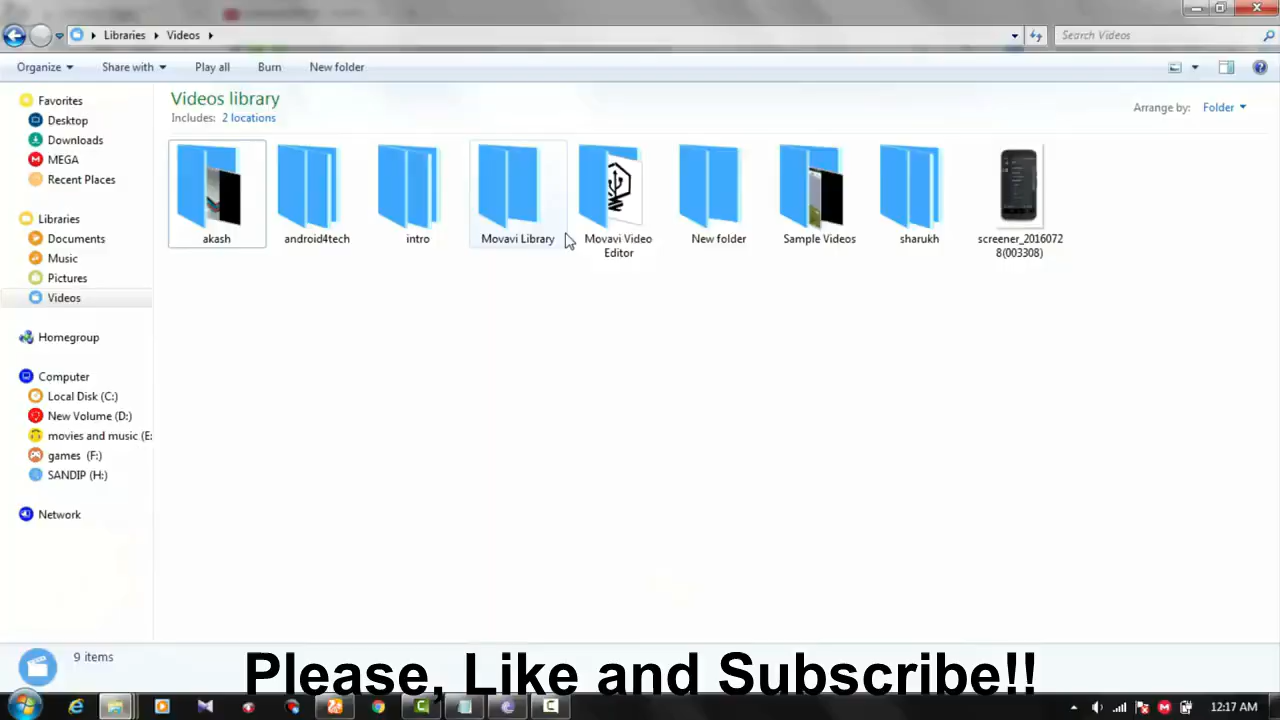 Libraries
Videos
Search Videos
Organize
Share with
Play all
Burn
New folder
Favorites
Desktop
Downloads
MEGA
Recent Places
Libraries
Documents
Music
Pictures
Videos
Homegroup
Computer
Local Disk (C:)
New Volume (D:)
movies and music (E:
games (F:)
SANDIP (H:)
Network
Videos library
Includes: 2 locations
Arrange by: Folder
akash
android4tech
intro
Movavi Library
Movavi Video
Editor
New folder
Sample Videos
sharukh
screener_2016072
8(003308)
9 items
Please, Like and Subscribe!!
12:17 AM